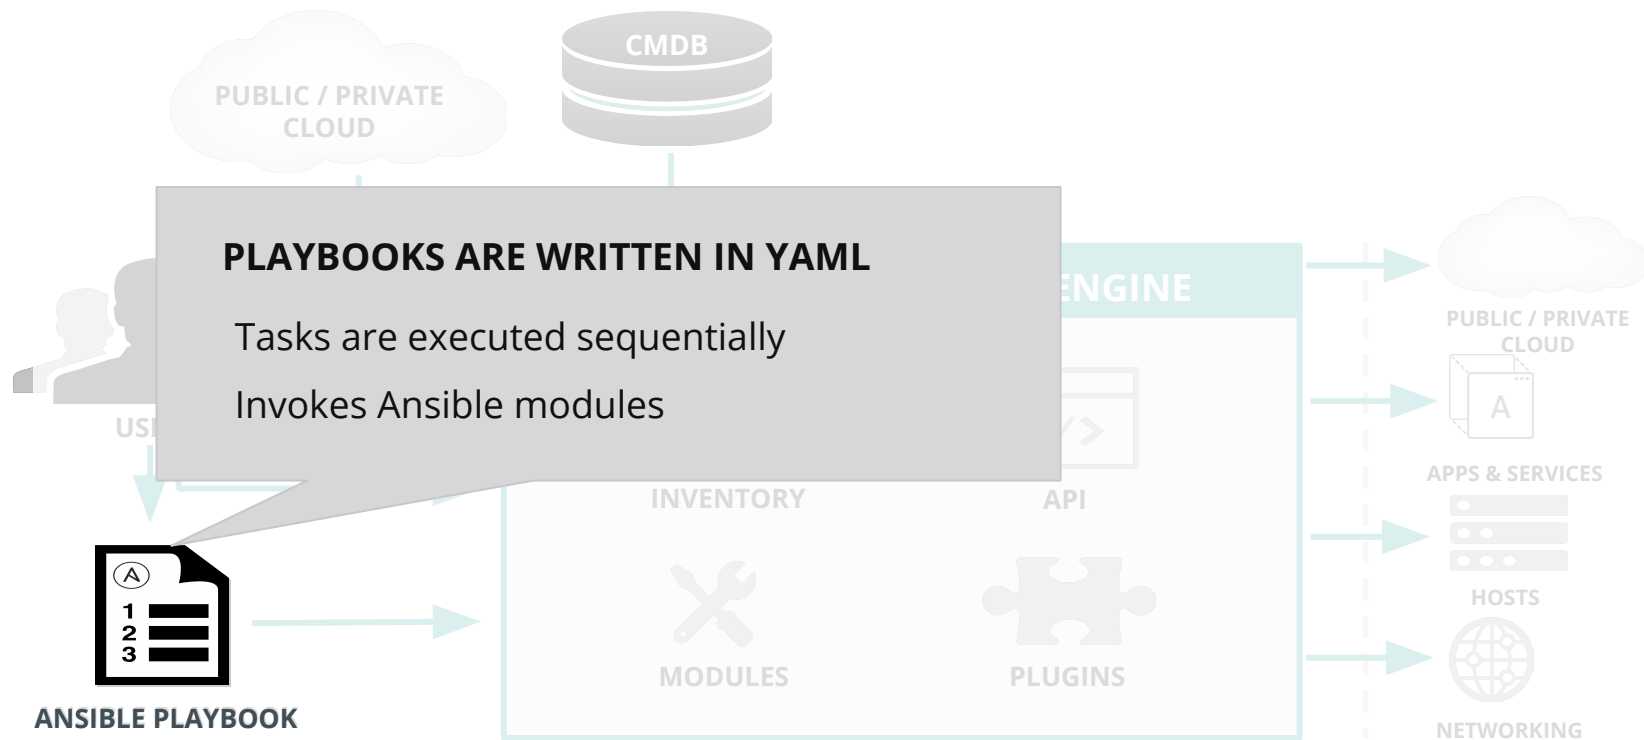 CMDB
PUBLIC / PRIVATE
CLOUD
PLAYBOOKS ARE WRITTEN IN YAML
Tasks are executed sequentially
Invokes Ansible modules
ENGINE
PUBLIC / PRIVATE
CLOUD
A
APPS & SERVICES
INVENTORY
API
HOSTS
A
1
2
3
MODULES
PLUGINS
ANSIBLE PLAYBOOK
NETWORKING